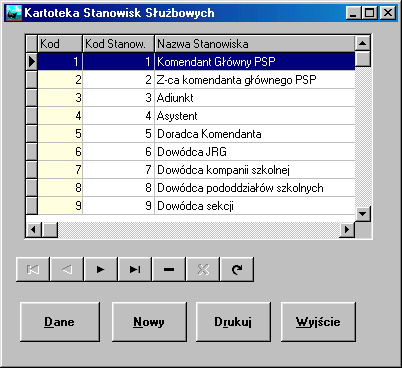 Kartoteka Stanowisk Służbowych
Kod Kod Stanow. Nazwa Stanowiska
1 1 Komendant Główny PSP
2 2 Z-ca komendanta głównego PSP
3 3 Adiunkt
4 4 Asystent
5 5 Doradca Komendanta
6 6 Dowódca JRG
7 7 Dowódca kompanii szkolnej
8 8 Dowódca pododdziałów szkolnych
9 9 Dowódca sekcji
Dane Nowy Drukuj Wyjście